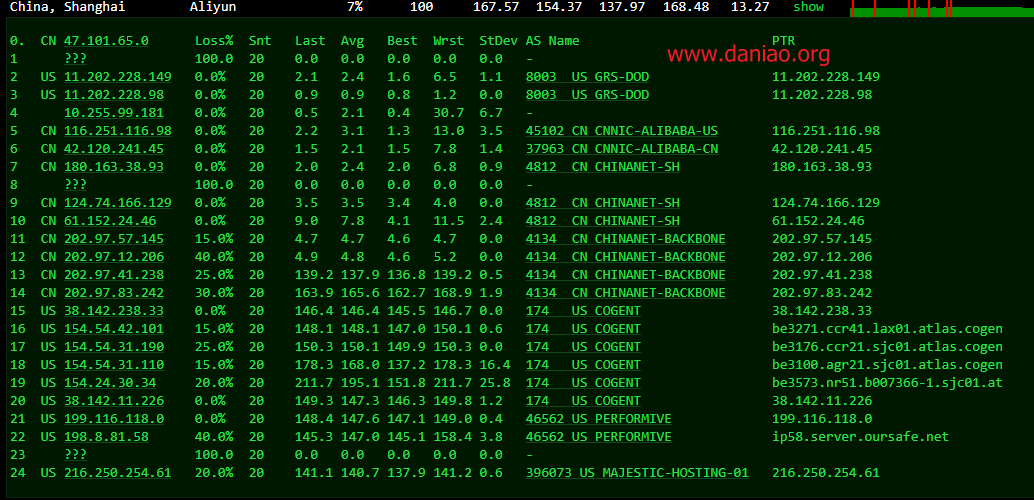 China, Shanghai Aliyun 7% 100 167.57 154.37 137.97 168.48 13.27 show
0. CN 47.101.65.0 Loss% Snt Last Avg Best Wrst StDev AS Name PTR
www.daniao.org
1 ??? 100.0 20 0.0 0.0 0.0 0.0 0.0 -
2 US 11.202.228.149 0.0% 20 2.1 2.4 1.6 6.5 1.1 8003 US GRS-DOD 11.202.228.149
3 US 11.202.228.98 0.0% 20 0.9 0.9 0.8 1.2 0.0 8003 US GRS-DOD 11.202.228.98
4 10.255.99.181 0.0% 20 0.5 2.1 0.4 30.7 6.7 -
5 CN 116.251.116.98 0.0% 20 2.2 3.1 1.3 13.0 3.5 45102 CN CNNIC-ALIBABA-US 116.251.116.98
6 CN 42.120.241.45 0.0% 20 1.5 2.1 1.5 7.8 1.4 37963 CN CNNIC-ALIBABA-CN 42.120.241.45
7 CN 180.163.38.93 0.0% 20 2.0 2.4 2.0 6.8 0.9 4812 CN CHINANET-SH 180.163.38.93
8 ??? 100.0 20 0.0 0.0 0.0 0.0 0.0 -
9 CN 124.74.166.129 0.0% 20 3.5 3.5 3.4 4.0 0.0 4812 CN CHINANET-SH 124.74.166.129
10 CN 61.152.24.46 0.0% 20 9.0 7.8 4.1 11.5 2.4 4812 CN CHINANET-SH 61.152.24.46
11 CN 202.97.57.145 15.0% 20 4.7 4.7 4.6 4.7 0.0 4134 CN CHINANET-BACKBONE 202.97.57.145
12 CN 202.97.12.206 40.0% 20 4.9 4.8 4.6 5.2 0.0 4134 CN CHINANET-BACKBONE 202.97.12.206
13 CN 202.97.41.238 25.0% 20 139.2 137.9 136.8 139.2 0.5 4134 CN CHINANET-BACKBONE 202.97.41.238
14 CN 202.97.83.242 30.0% 20 163.9 165.6 162.7 168.9 1.9 4134 CN CHINANET-BACKBONE 202.97.83.242
15 US 38.142.238.33 0.0% 20 146.4 146.4 145.5 146.7 0.0 174 US COGENT 38.142.238.33
16 US 154.54.42.101 15.0% 20 148.1 148.1 147.0 150.1 0.6 174 US COGENT be3271.ccr41.lax01.atlas.cogen
17 US 154.54.31.190 25.0% 20 150.3 150.1 149.9 150.3 0.0 174 US COGENT be3176.ccr21.sjc01.atlas.cogen
18 US 154.54.31.110 15.0% 20 178.3 168.0 137.2 178.3 16.4 174 US COGENT be3100.agr21.sjc01.atlas.cogen
19 US 154.24.30.34 20.0% 20 211.7 195.1 151.8 211.7 25.8 174 US COGENT be3573.nr51.b007366-1.sjc01.at
20 US 38.142.11.226 0.0% 20 149.3 147.3 146.3 149.8 1.2 174 US COGENT 38.142.11.226
21 US 199.116.118.0 0.0% 20 148.4 147.6 147.1 149.0 0.4 46562 US PERFORMIVE 199.116.118.0
22 US 198.8.81.58 40.0% 20 145.3 147.0 145.1 158.4 3.8 46562 US PERFORMIVE ip58.server.oursafe.net
23 ??? 100.0 20 0.0 0.0 0.0 0.0 0.0 -
24 US 216.250.254.61 20.0% 20 141.1 140.7 137.9 141.2 0.6 396073 US MAJESTIC-HOSTING-01 216.250.254.61